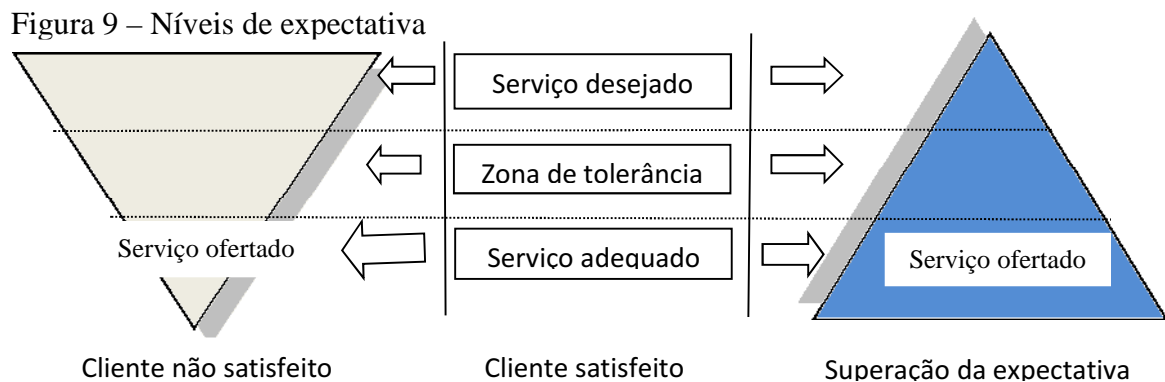 Figura 9 – Níveis de expectativa
Serviço desejado
Zona de tolerância
Serviço ofertado
Serviço adequado
Serviço ofertado
Cliente não satisfeito
Cliente satisfeito
Superação da expectativa